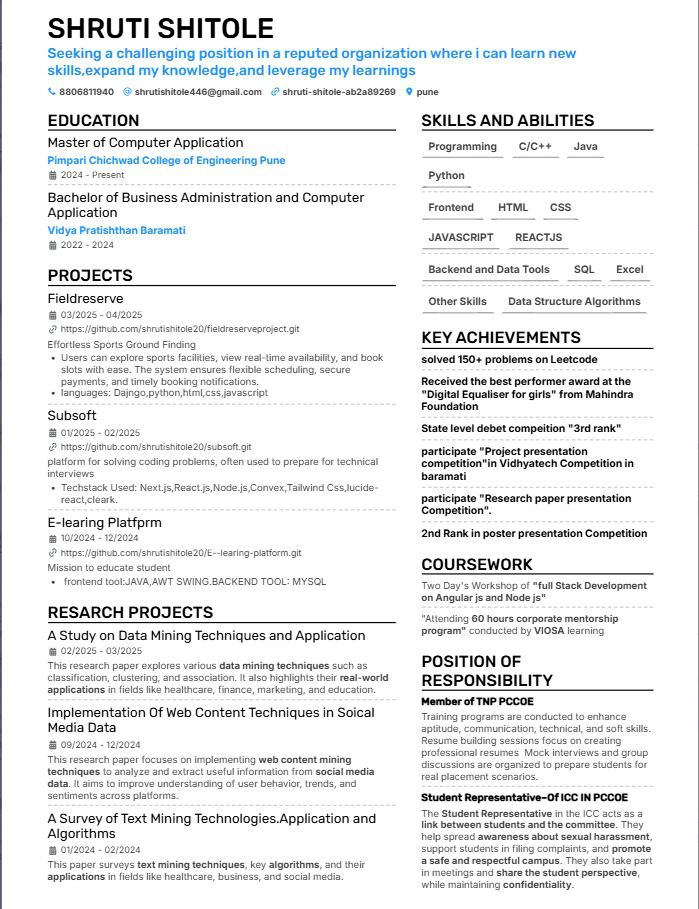 SHRUTI SHITOLE
Seeking a challenging position in a reputed organization where i can learn new
skills,expand my knowledge,and leverage my learnings
8806811940 shrutishitole446@gmail.com shruti-shitole-ab2a89269 pune
EDUCATION
Master of Computer Application
Pimpari Chichwad College of Engineering Pune
2024 - Present
Bachelor of Business Administration and Computer
Application
Vidya Pratishthan Baramati
2022 - 2024
PROJECTS
Fieldreserve
03/2025 - 04/2025
https://github.com/shrutishitole20/fieldreserveproject.git
Effortless Sports Ground Finding
• Users can explore sports facilities, view real-time availability, and book
slots with ease. The system ensures flexible scheduling, secure
payments, and timely booking notifications.
• languages: Dajngo,python,html,css,javascript
Subsoft
01/2025 - 02/2025
https://github.com/shrutishitole20/subsoft.git
platform for solving coding problems, often used to prepare for technical
interviews
• Techstack Used: Next.js,React.js,Node.js,Convex,Tailwind Css,lucide-
react,cleark.
E-learing Platfprm
10/2024 - 12/2024
https://github.com/shrutishitole20/E--learing-platform.git
Mission to educate student
• frontend tool:JAVA,AWT SWING.BACKEND TOOL: MYSQL
RESARCH PROJECTS
A Study on Data Mining Techniques and Application
02/2025 - 03/2025
This research paper explores various data mining techniques such as
classification, clustering, and association. It also highlights their real-world
applications in fields like healthcare, finance, marketing, and education.
Implementation Of Web Content Techniques in Soical
Media Data
09/2024 - 12/2024
This research paper focuses on implementing web content mining
techniques to analyze and extract useful information from social media
data. It aims to improve understanding of user behavior, trends, and
sentiments across platforms.
A Survey of Text Mining Technologies.Application and
Algorithms
01/2024 - 02/2024
This paper surveys text mining techniques, key algorithms, and their
applications in fields like healthcare, business, and social media.
SKILLS AND ABILITIES
Programming C/C++ Java
Python
Frontend HTML CSS
JAVASCRIPT REACTJS
Backend and Data Tools SQL Excel
Other Skills Data Structure Algorithms
KEY ACHIEVEMENTS
solved 150+ problems on Leetcode
Received the best performer award at the
"Digital Equaliser for girls" from Mahindra
Foundation
State level debet compeition "3rd rank"
participate "Project presentation
competition"in Vidhyatech Competition in
baramati
participate "Research paper presentation
Competition".
2nd Rank in poster presentation Competition
COURSEWORK
Two Day's Workshop of "full Stack Development
on Angular js and Node js"
"Attending 60 hours corporate mentorship
program" conducted by VIOSA learning
POSITION OF
RESPONSIBILITY
Member of TNP PCCOE
Training programs are conducted to enhance
aptitude, communication, technical, and soft skills.
Resume building sessions focus on creating
professional resumes Mock interviews and group
discussions are organized to prepare students for
real placement scenarios.
Student Representative–Of ICC IN PCCOE
The Student Representative in the ICC acts as a
link between students and the committee. They
help spread awareness about sexual harassment,
support students in filing complaints, and promote
a safe and respectful campus. They also take part
in meetings and share the student perspective,
while maintaining confidentiality.